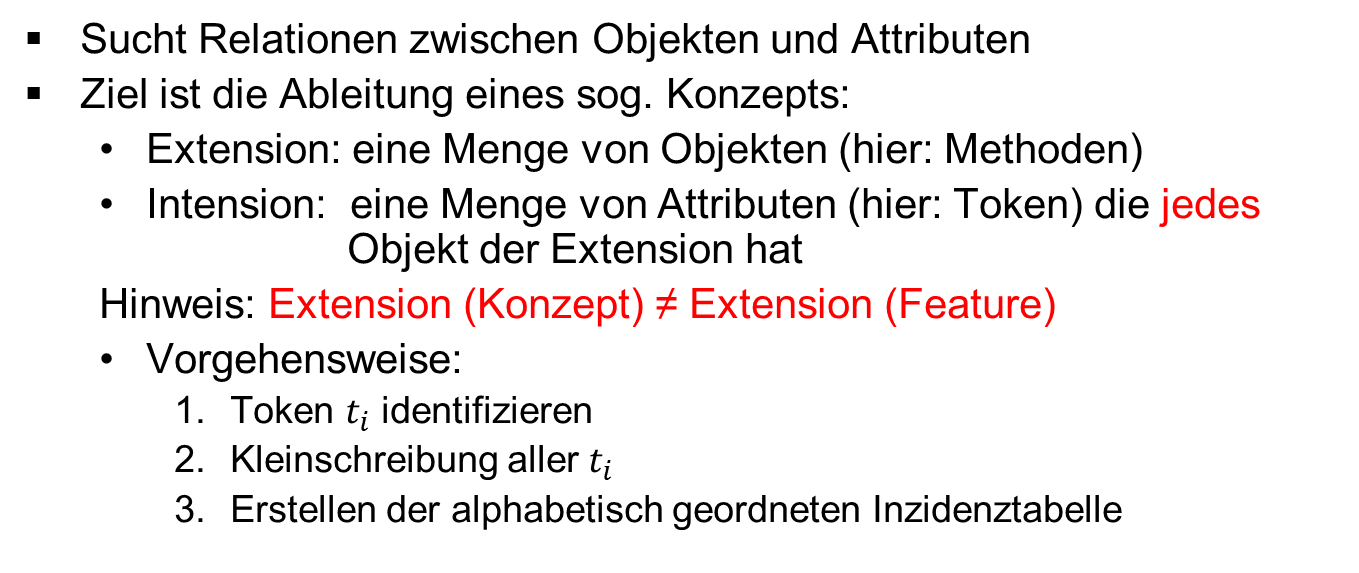 ▪ Sucht Relationen zwischen Objekten und Attributen
▪ Ziel ist die Ableitung eines sog. Konzepts:
• Extension: eine Menge von Objekten (hier: Methoden)
• Intension: eine Menge von Attributen (hier: Token) die jedes
Objekt der Extension hat
Hinweis: Extension (Konzept) ≠ Extension (Feature)
• Vorgehensweise:
1. Token 𝑡ᵢ identifizieren
2. Kleinschreibung aller 𝑡ᵢ
3. Erstellen der alphabetisch geordneten Inzidenztabelle